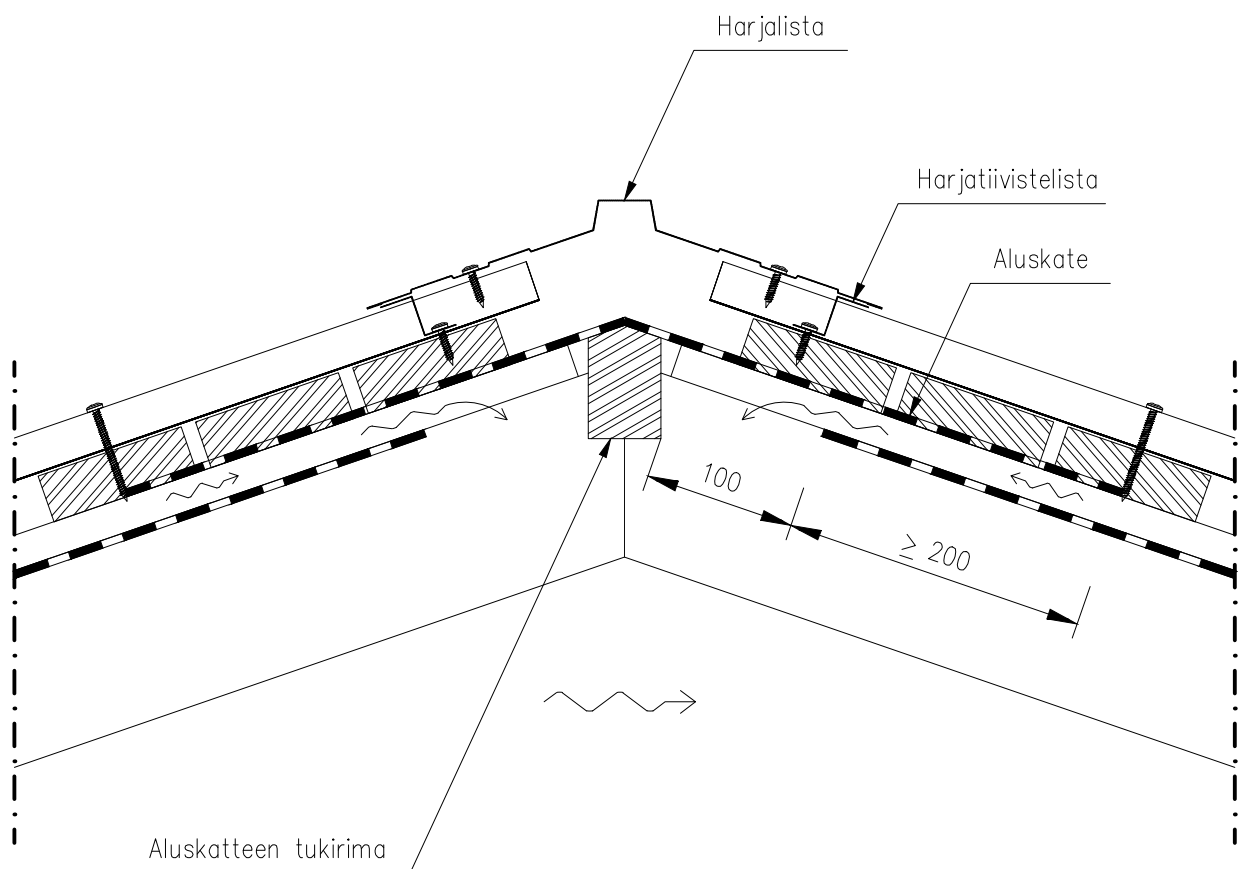 Harjalista
Harjatiivistelista
Aluskate
100
≥ 200
Aluskatteen tukirima